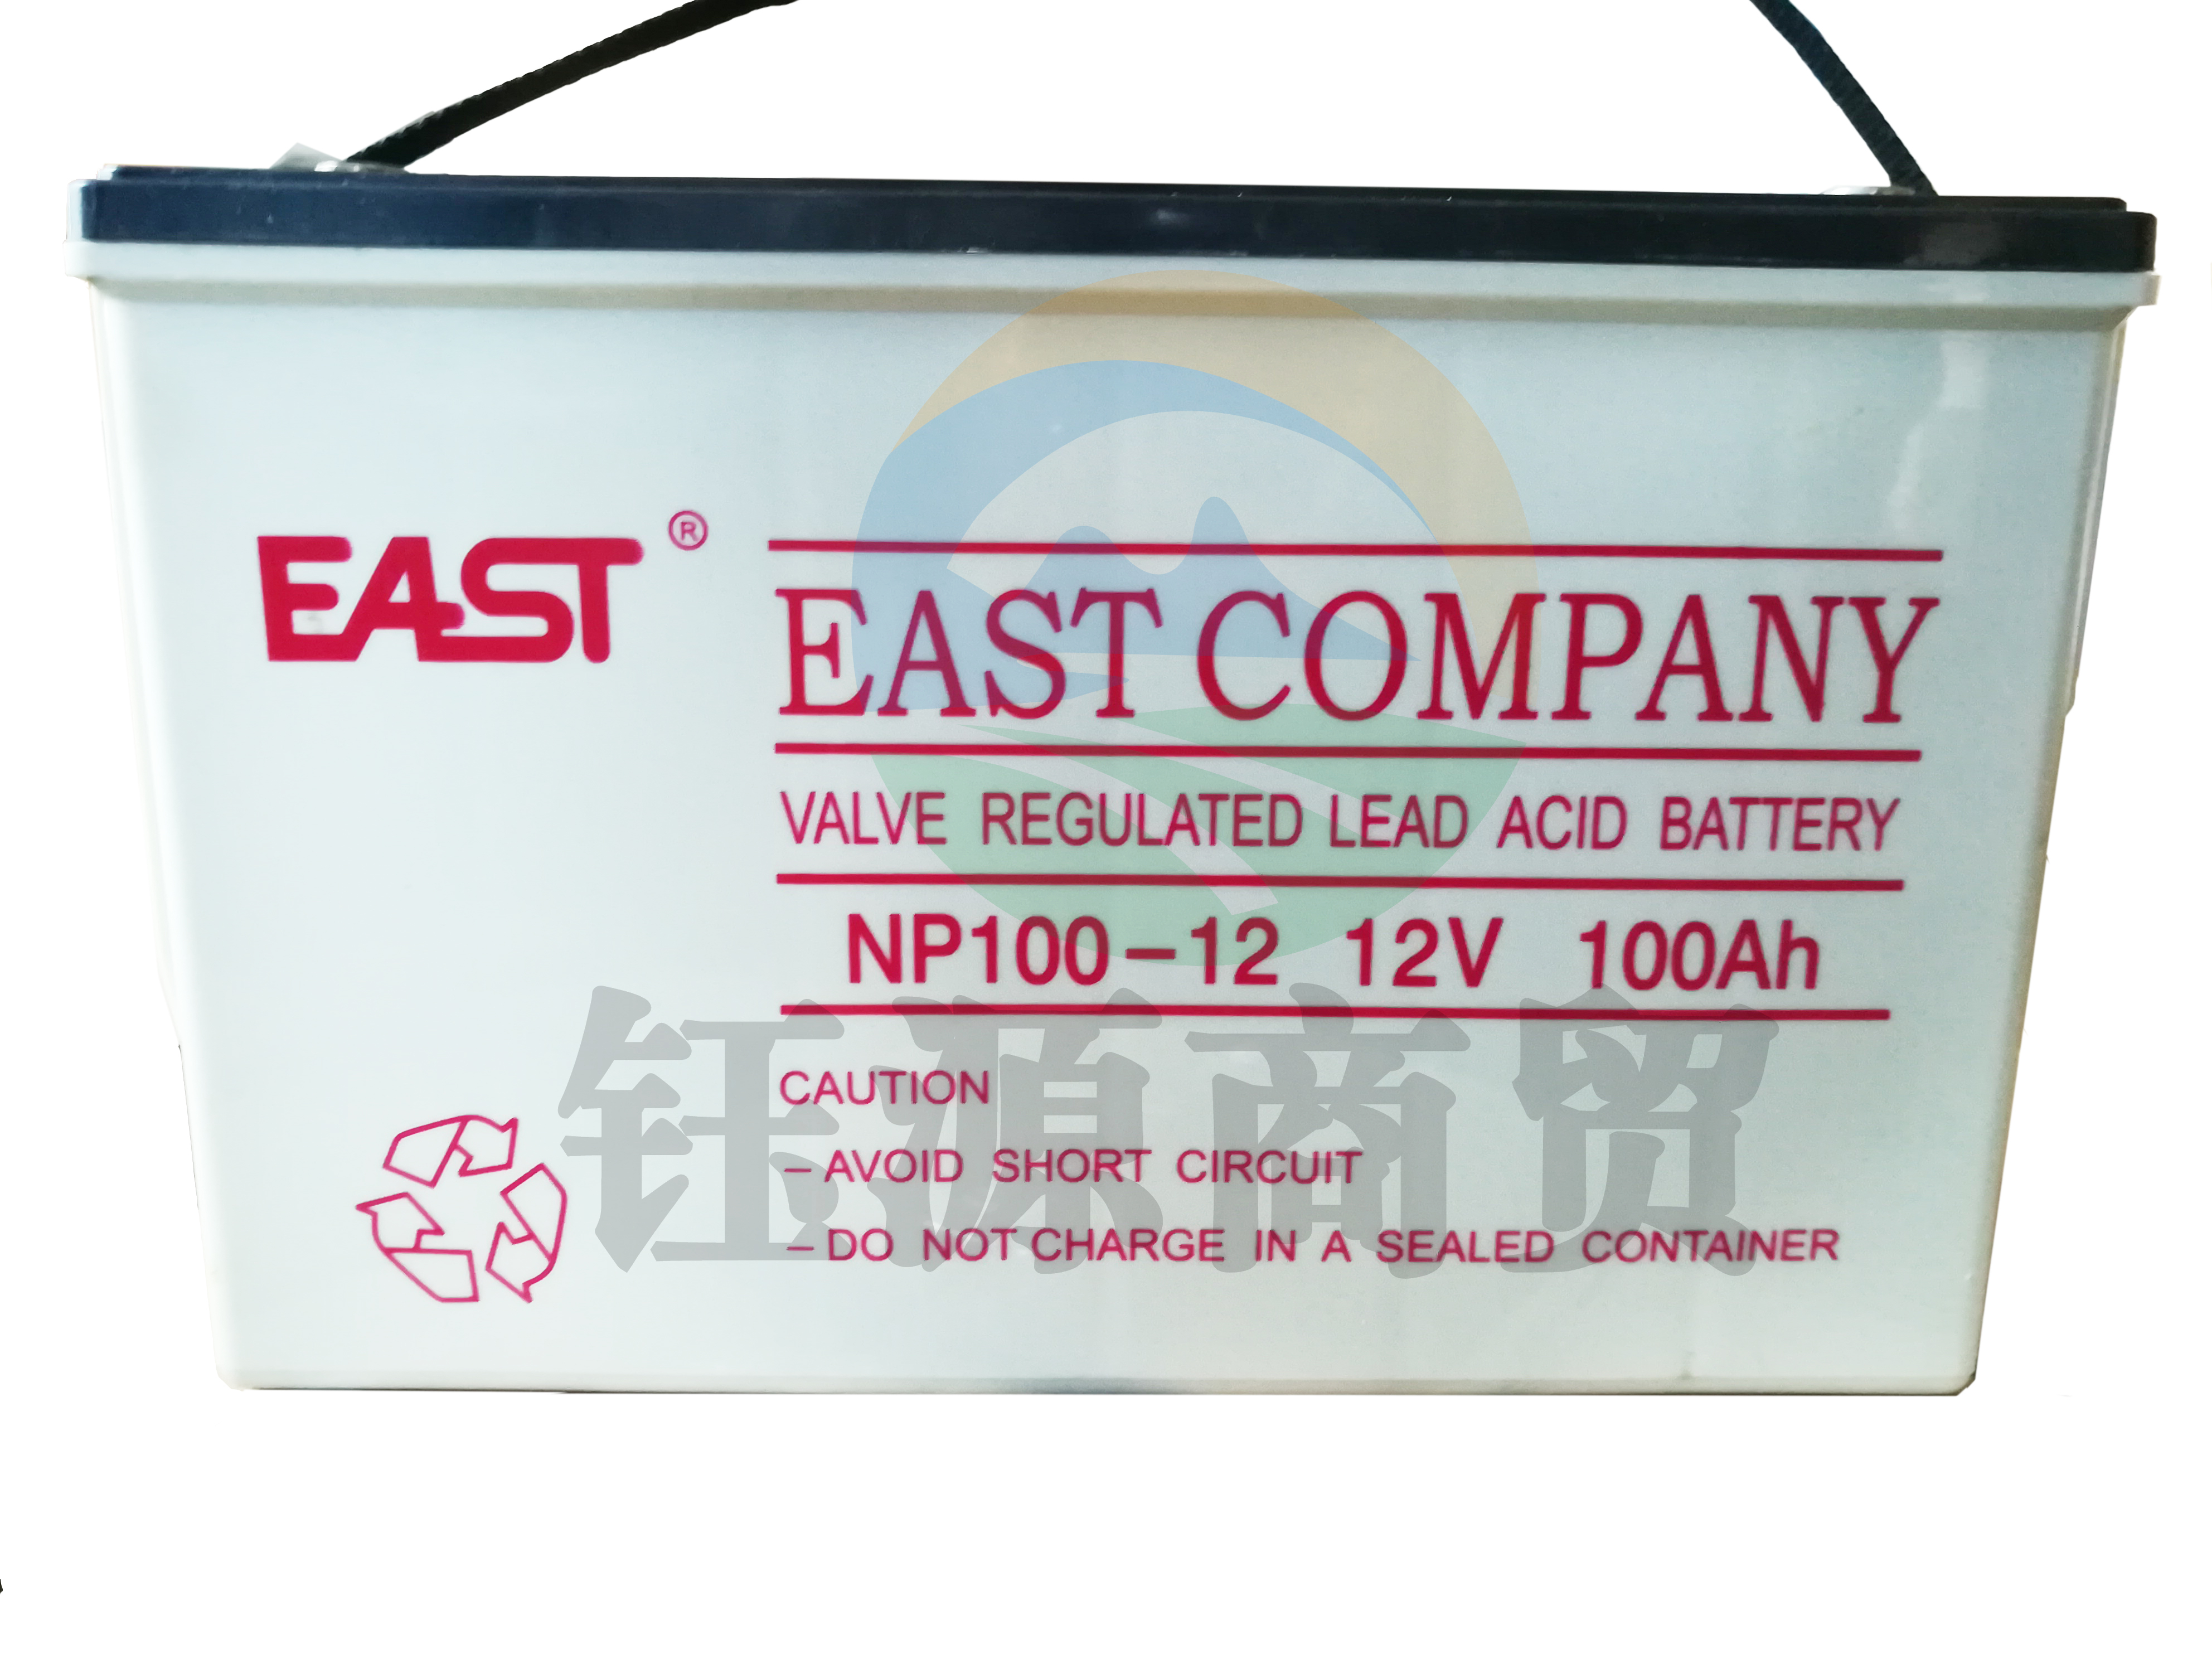 EAST ®
EAST COMPANY
VALVE REGULATED LEAD ACID BATTERY
NP100-12 12V 100Ah
钰源商贸
CAUTION
-AVOID SHORT CIRCUIT
-DO NOT CHARGE IN A SEALED CONTAINER